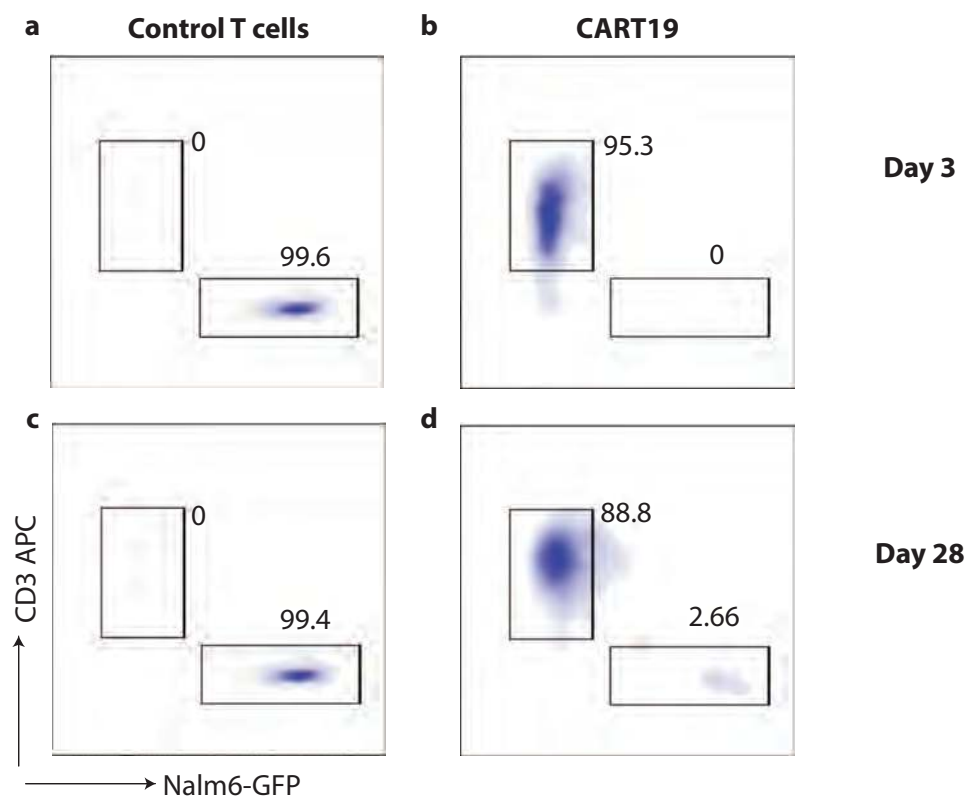 a Control T cells b CART19
0
95.3
Day 3
99.6
0
c d
0
88.8
Day 28
99.4
2.66
CD3 APC
Nalm6-GFP